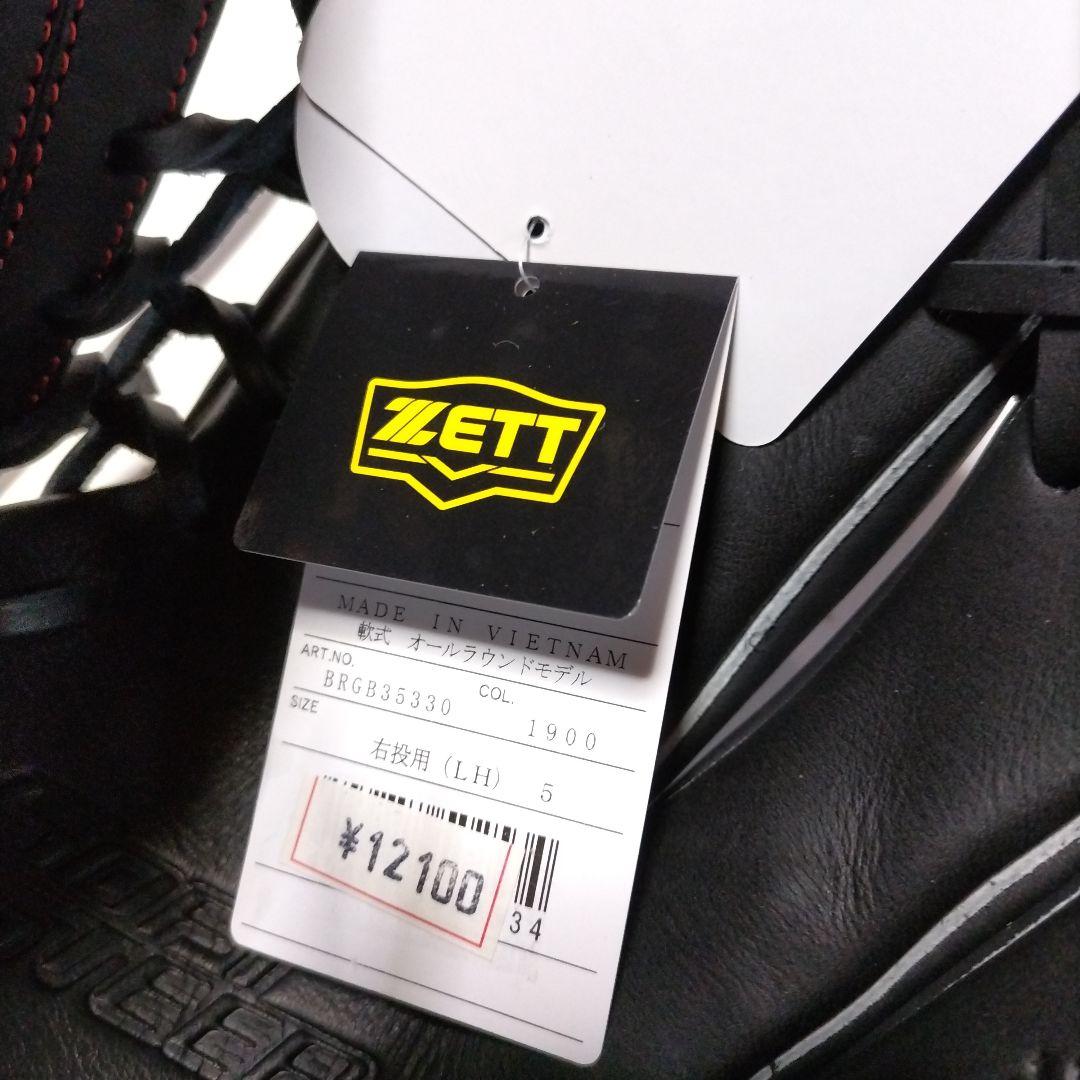 ZETT
MADE IN VIETNAM
軟式 オールラウンドモデル
ART.NO.
COL.
BRGB35330
1900
SIZE
右投用(LH) 5
¥12100
34